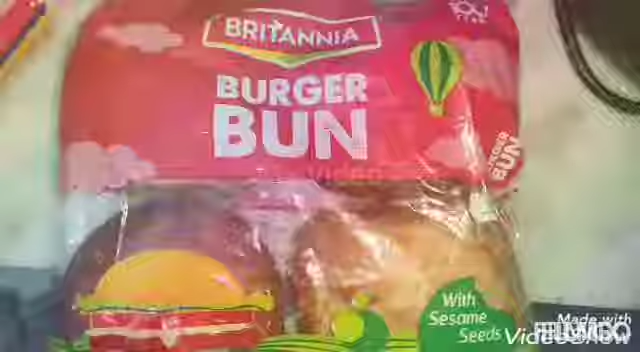 BRITANNIA
BURGER
BUN
BURGER
BUN
With
Sesame
Seeds
Made with
VideoShow